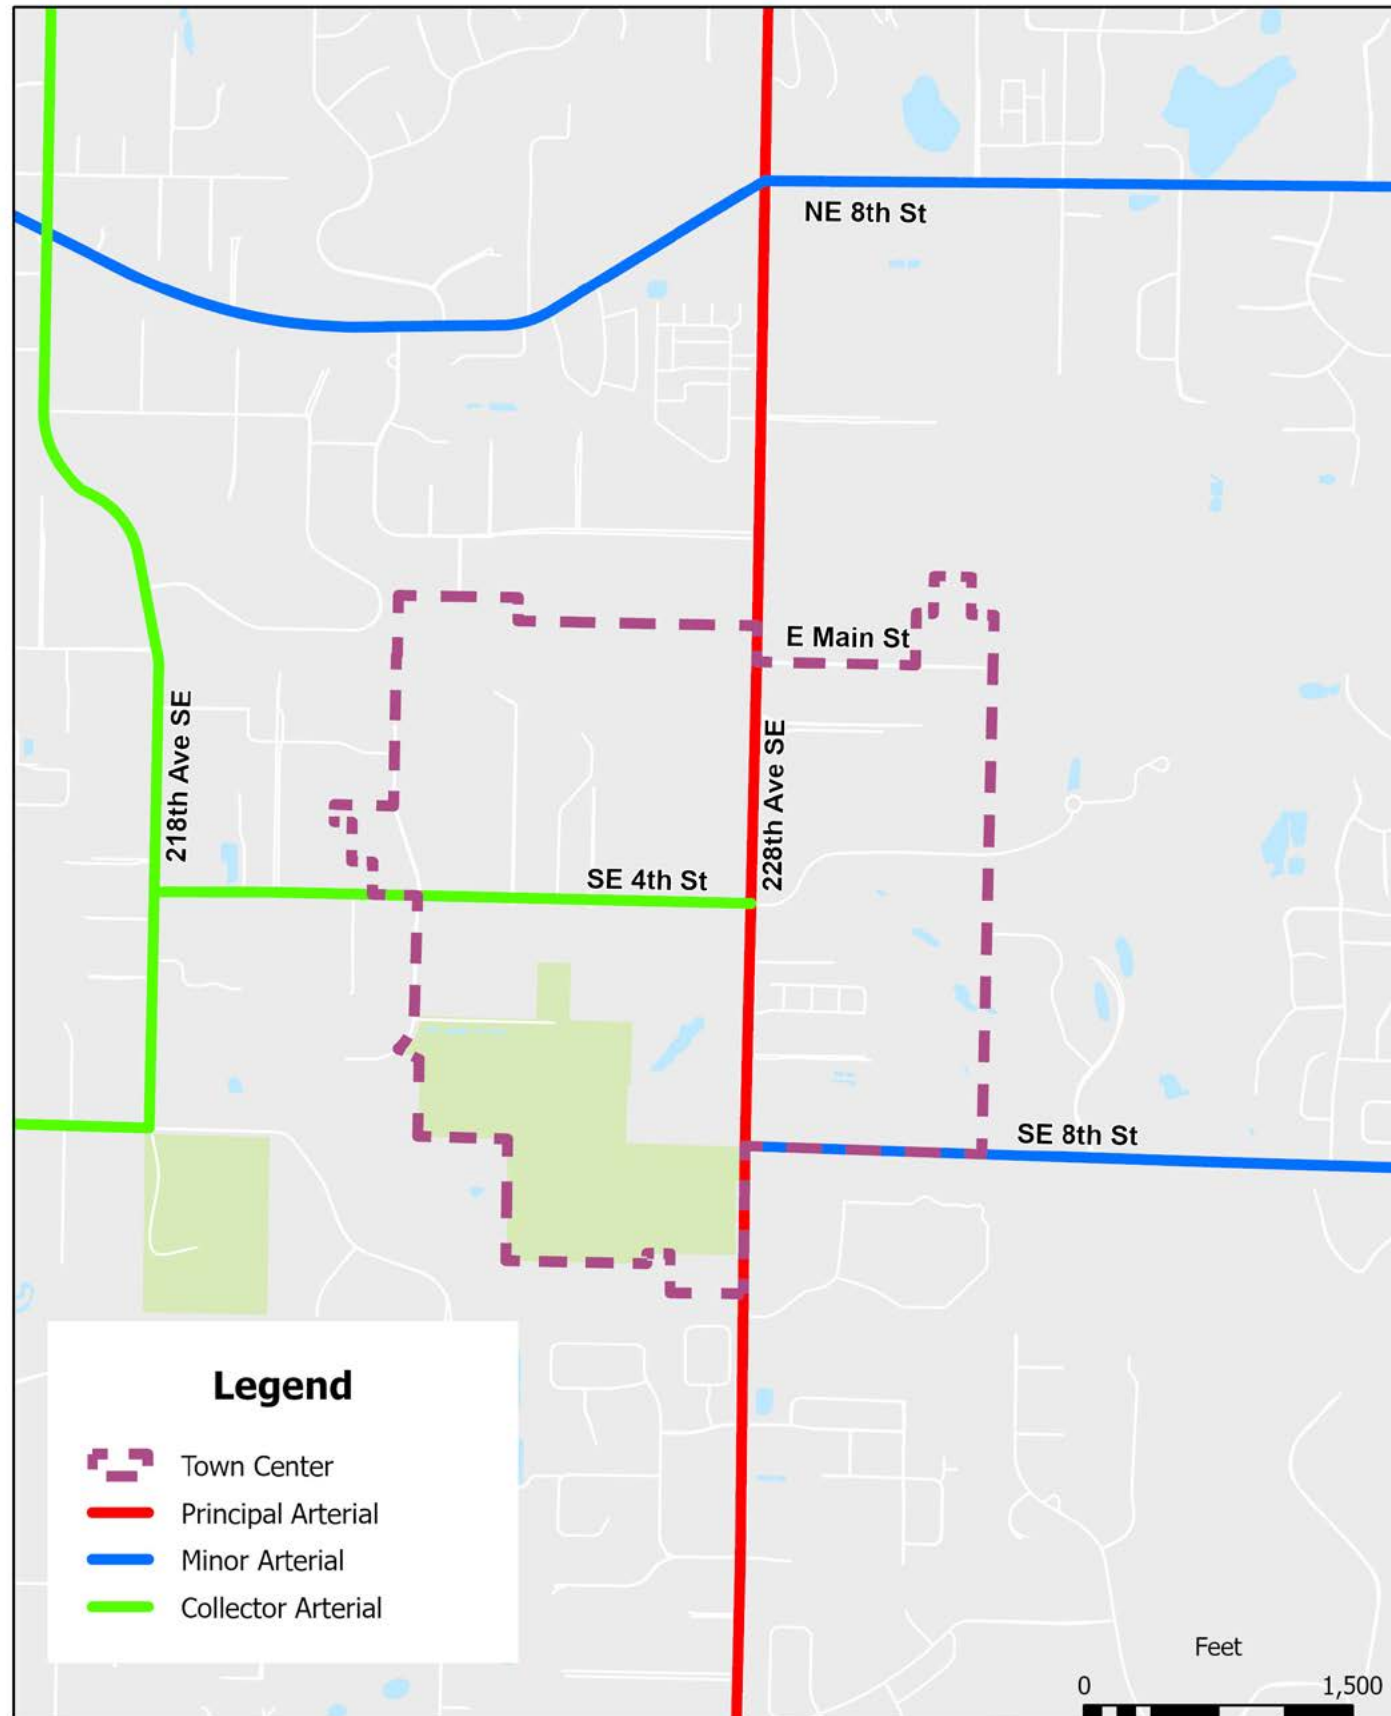 NE 8th St
E Main St
218th Ave SE
228th Ave SE
SE 4th St
SE 8th St
Legend
Town Center
Principal Arterial
Minor Arterial
Collector Arterial
Feet
0 1,500